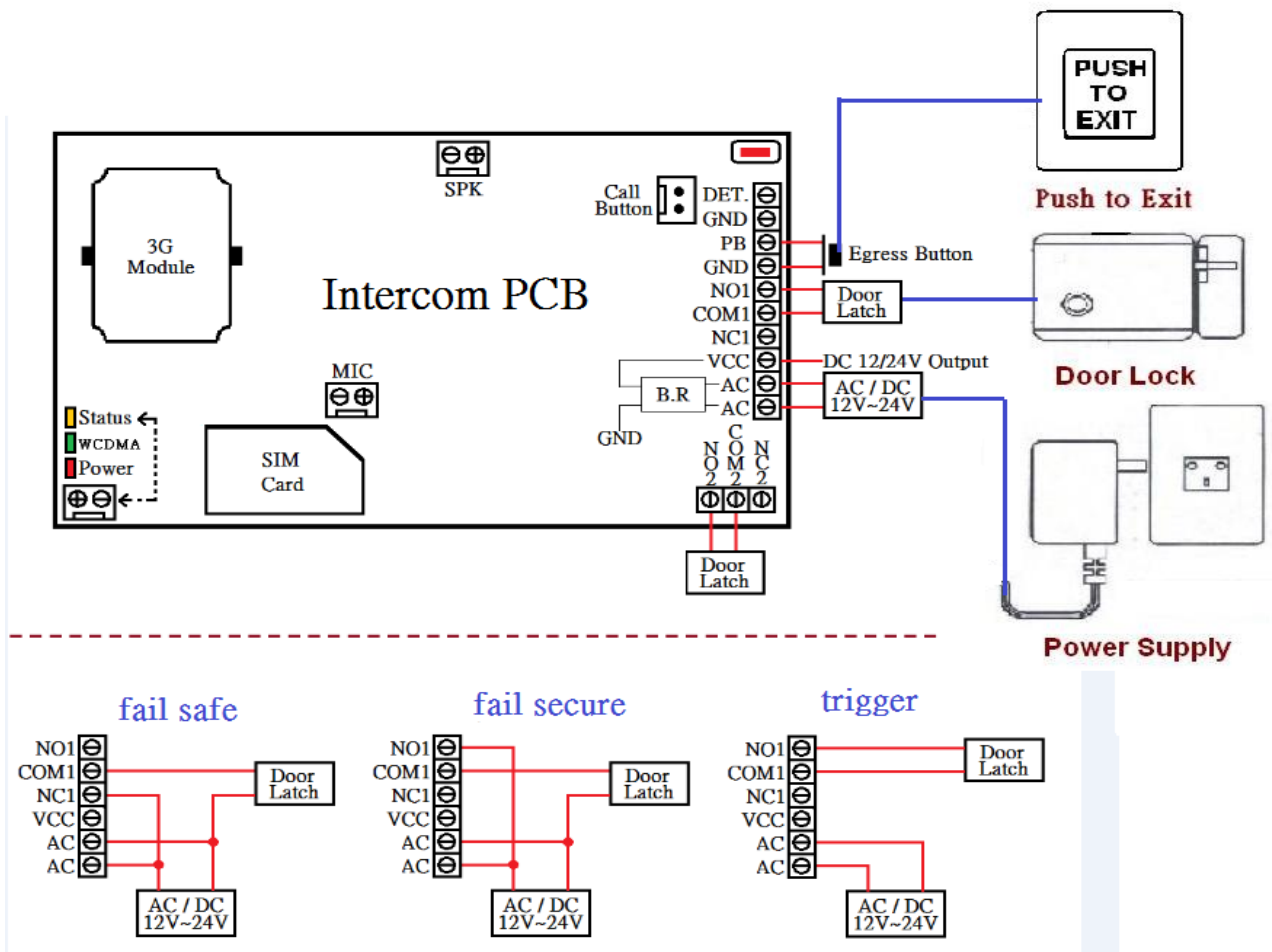 PUSH
TO
EXIT
Push to Exit
SPK
Call
Button
DET.
GND
PB
GND
NO1
COM1
NC1
VCC
AC
AC
3G
Module
Intercom PCB
Egress Button
Door
Latch
Door Lock
DC 12/24V Output
AC / DC
12V~24V
B.R
GND
MIC
Status
WCDMA
Power
SIM
Card
NO2
COM2
NC2
Door
Latch
Power Supply
fail safe
NO1
COM1
NC1
VCC
AC
AC
Door
Latch
AC / DC
12V~24V
fail secure
NO1
COM1
NC1
VCC
AC
AC
Door
Latch
AC / DC
12V~24V
trigger
NO1
COM1
NC1
VCC
AC
AC
Door
Latch
AC / DC
12V~24V